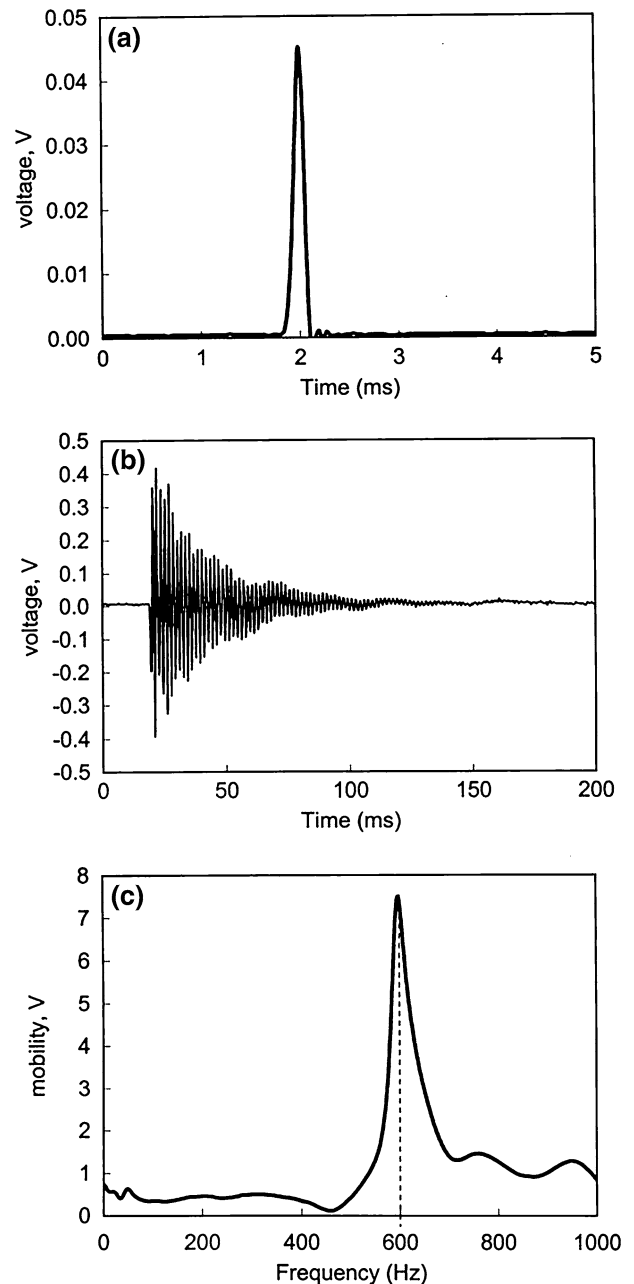 (a)
voltage, V
0.05
0.04
0.03
0.02
0.01
0.00
0 1 2 3 4 5
Time (ms)
(b)
voltage, V
0.5
0.4
0.3
0.2
0.1
0.0
-0.1
-0.2
-0.3
-0.4
-0.5
0 50 100 150 200
Time (ms)
(c)
mobility, V
8
7
6
5
4
3
2
1
0
0 200 400 600 800 1000
Frequency (Hz)